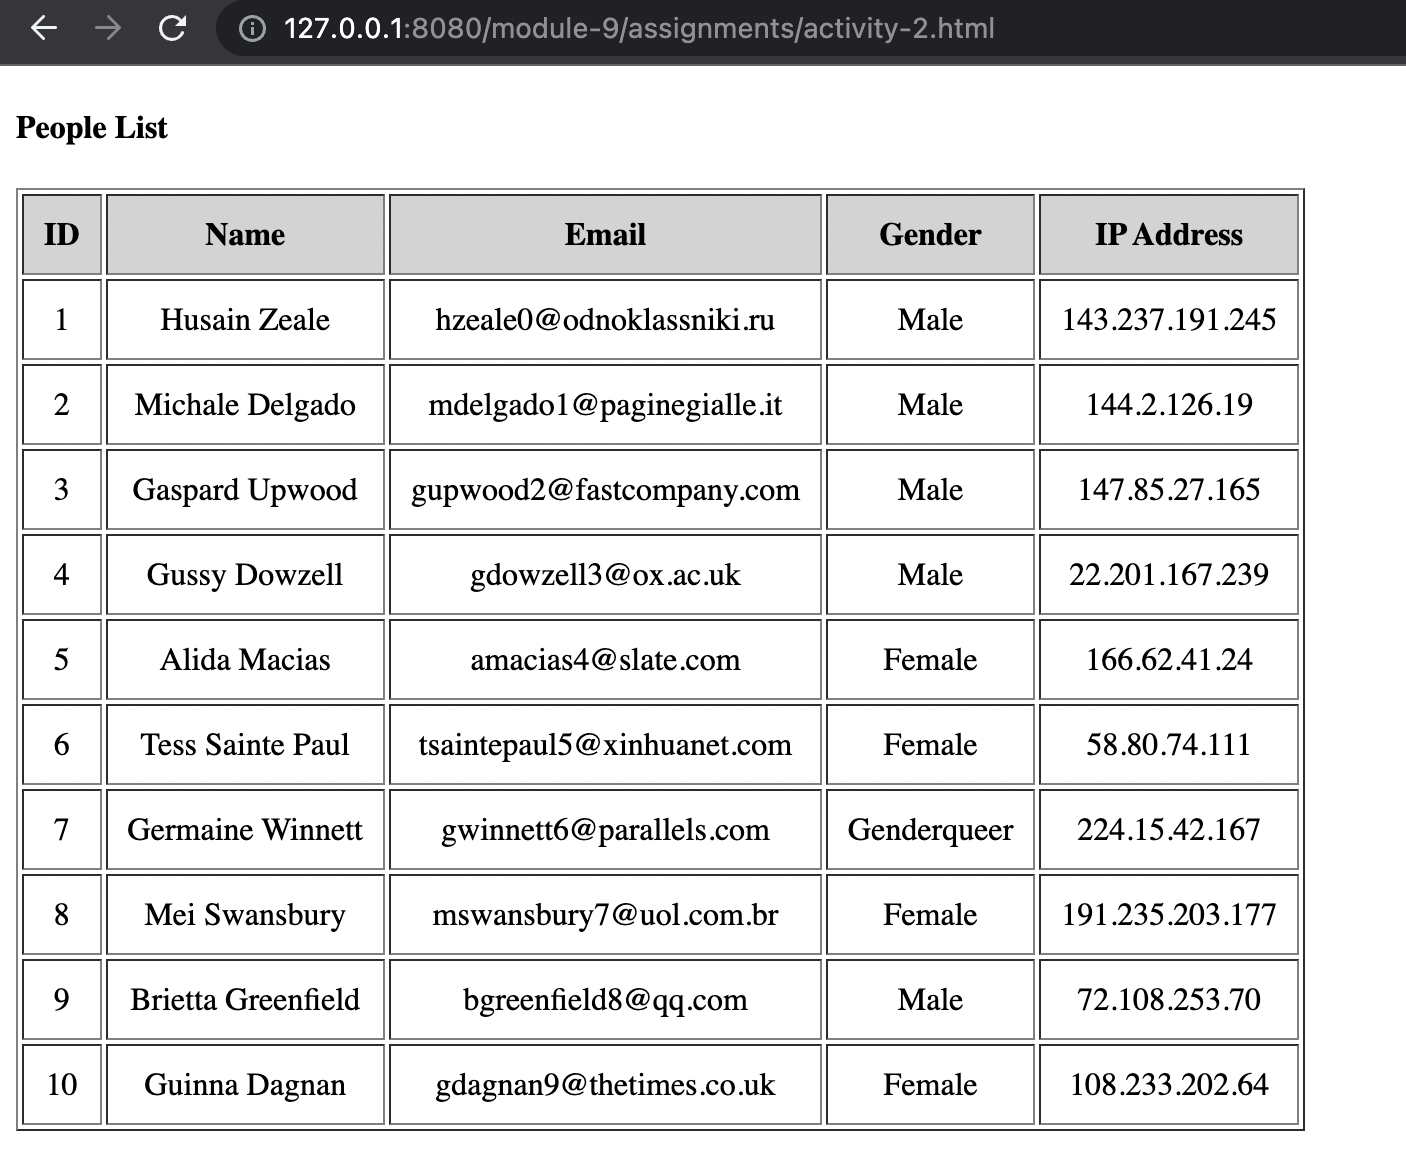 127.0.0.1:8080/module-9/assignments/activity-2.html
People List
ID Name Email Gender IP Address
1 Husain Zeale hzeale0@odnoklassniki.ru Male 143.237.191.245
2 Michale Delgado mdelgado1@paginegialle.it Male 144.2.126.19
3 Gaspard Upwood gupwood2@fastcompany.com Male 147.85.27.165
4 Gussy Dowzell gdowzell3@ox.ac.uk Male 22.201.167.239
5 Alida Macias amacias4@slate.com Female 166.62.41.24
6 Tess Sainte Paul tsaintepaul5@xinhuanet.com Female 58.80.74.111
7 Germaine Winnett gwinnett6@parallels.com Genderqueer 224.15.42.167
8 Mei Swansbury mswansbury7@uol.com.br Female 191.235.203.177
9 Brietta Greenfield bgreenfield8@qq.com Male 72.108.253.70
10 Guinna Dagnan gdagnan9@thetimes.co.uk Female 108.233.202.64